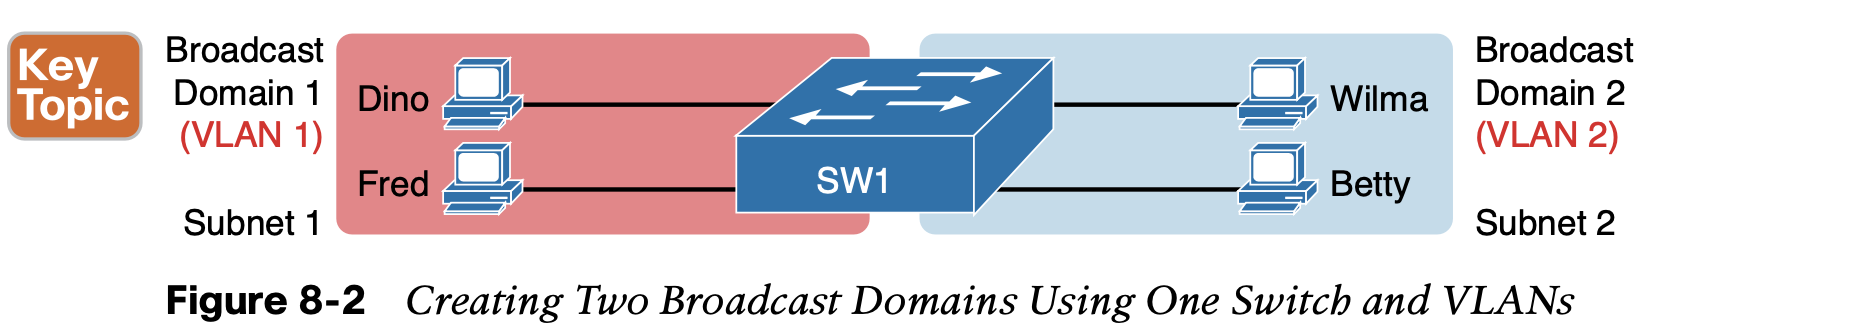 Key
Topic
Broadcast
Domain 1
(VLAN 1)
Subnet 1
Dino
Fred
SW1
Wilma
Betty
Broadcast
Domain 2
(VLAN 2)
Subnet 2
Figure 8-2 Creating Two Broadcast Domains Using One Switch and VLANs